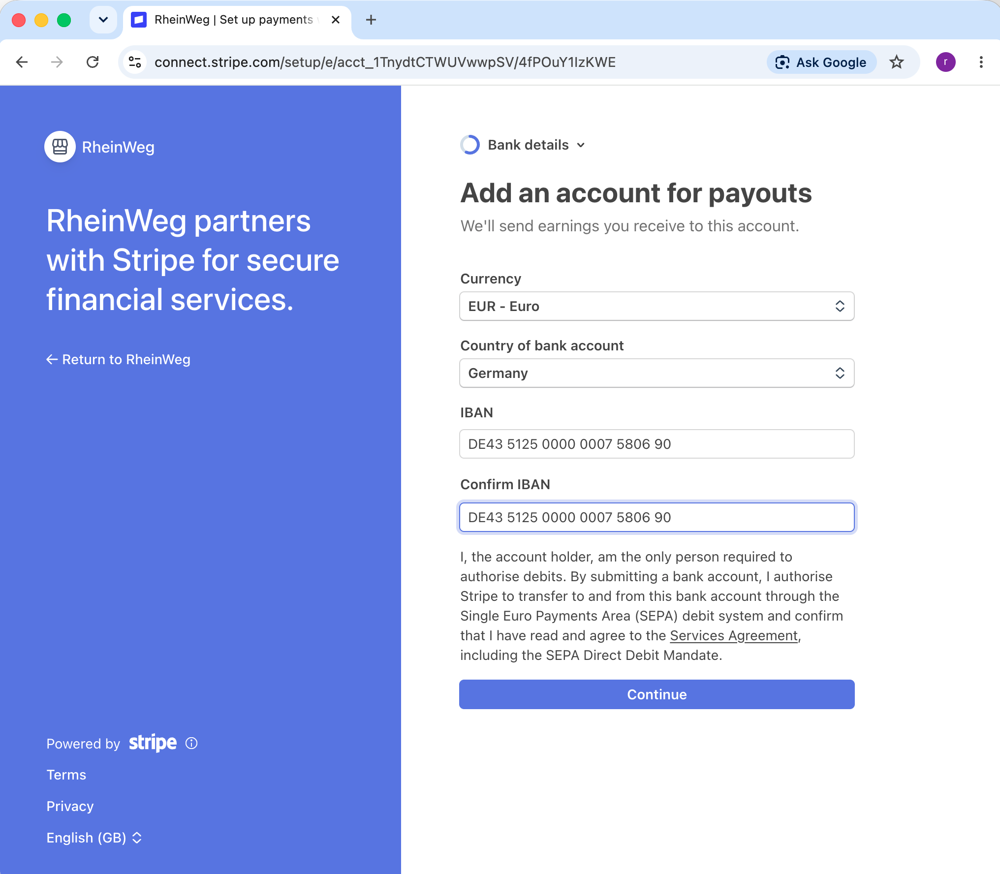 RheinWeg | Set up payments
connect.stripe.com/setup/e/acct_1TnydtCTWUVwwpSV/4fPOuY1IzKWE
Ask Google
r
RheinWeg
RheinWeg partners
with Stripe for secure
financial services.
Return to RheinWeg
Powered by stripe
Terms
Privacy
English (GB)
Bank details
Add an account for payouts
We'll send earnings you receive to this account.
Currency
EUR - Euro
Country of bank account
Germany
IBAN
DE43 5125 0000 0007 5806 90
Confirm IBAN
DE43 5125 0000 0007 5806 90
I, the account holder, am the only person required to
authorise debits. By submitting a bank account, I authorise
Stripe to transfer to and from this bank account through the
Single Euro Payments Area (SEPA) debit system and confirm
that I have read and agree to the Services Agreement,
including the SEPA Direct Debit Mandate.
Continue